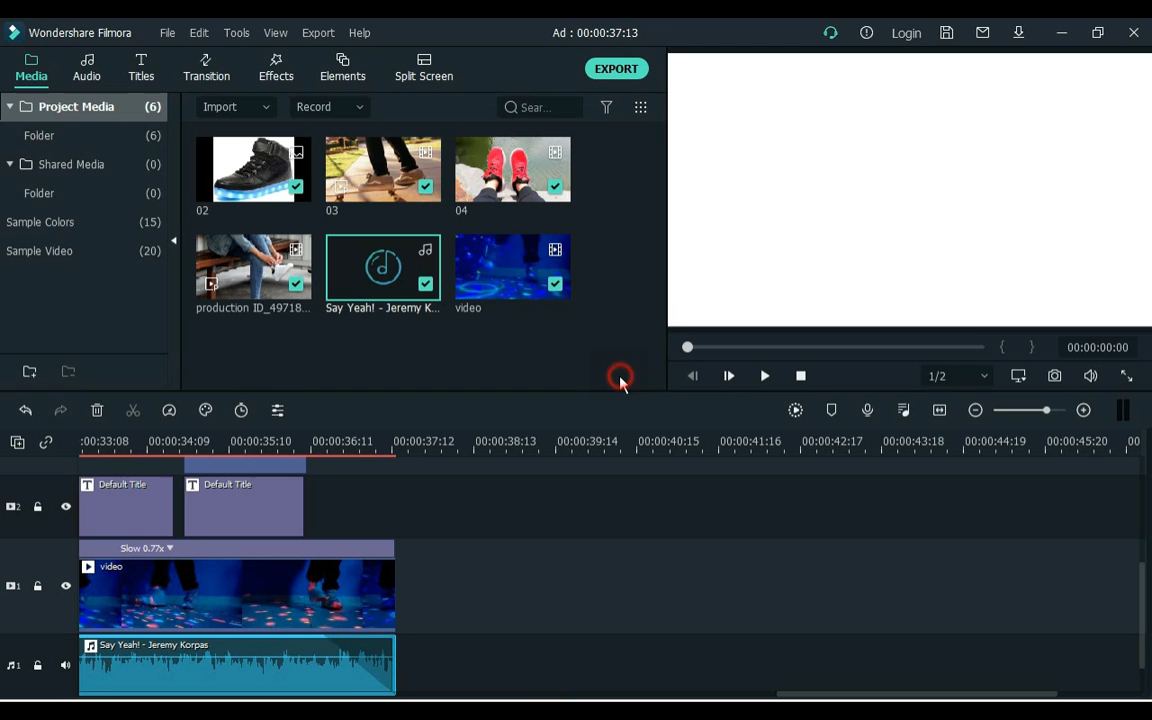 Wondershare Filmora File Edit Tools View Export Help Ad : 00:00:37:13 Login
Media Audio Titles Transition Effects Elements Split Screen EXPORT
Project Media (6) Import Record Sear...
Folder (6)
Shared Media (0)
Folder (0)
Sample Colors (15)
Sample Video (20)
02 03 04
production ID_49718... Say Yeah! - Jeremy K... video
{ } 00:00:00:00
1/2
:00:33:08 00:00:34:09 00:00:35:10 00:00:36:11 00:00:37:12 00:00:38:13 00:00:39:14 00:00:40:15 00:00:41:16 00:00:42:17 00:00:43:18 00:00:44:19 00:00:45:20 00
2 T Default Title T Default Title
Slow 0.77x
1 video
1 Say Yeah! - Jeremy Korpas